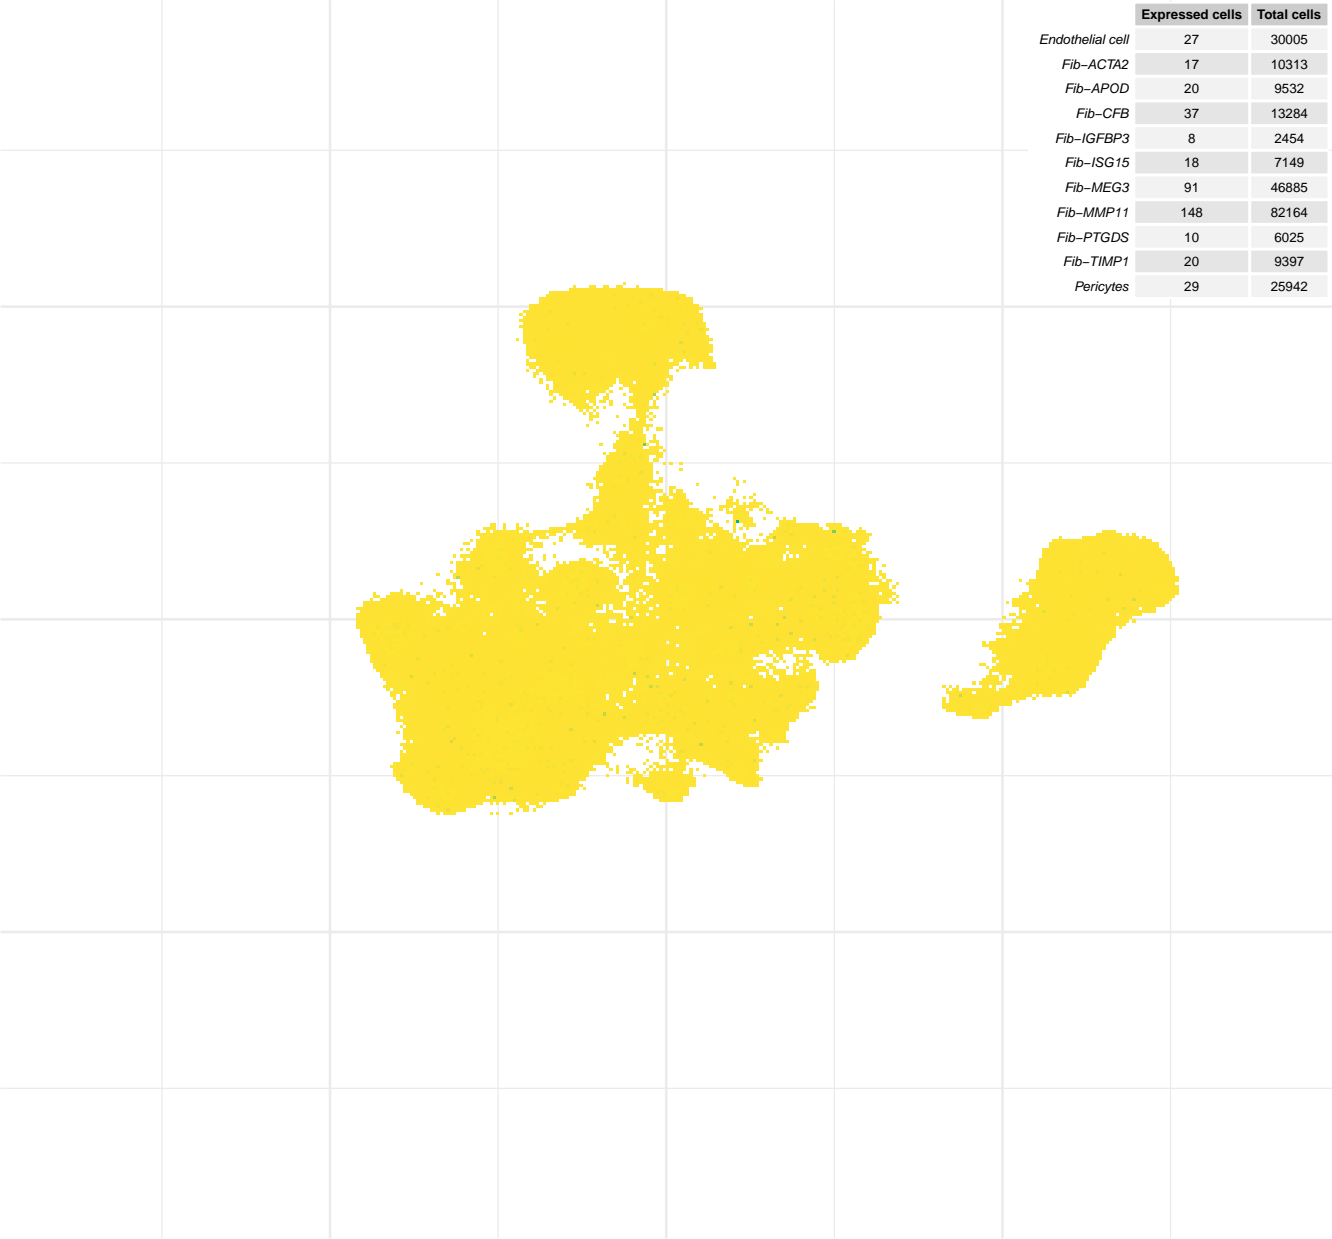 Expressed cells Total cells
Endothelial cell 27 30005
Fib−ACTA2 17 10313
Fib−APOD 20 9532
Fib−CFB 37 13284
Fib−IGFBP3 8 2454
Fib−ISG15 18 7149
Fib−MEG3 91 46885
Fib−MMP11 148 82164
Fib−PTGDS 10 6025
Fib−TIMP1 20 9397
Pericytes 29 25942